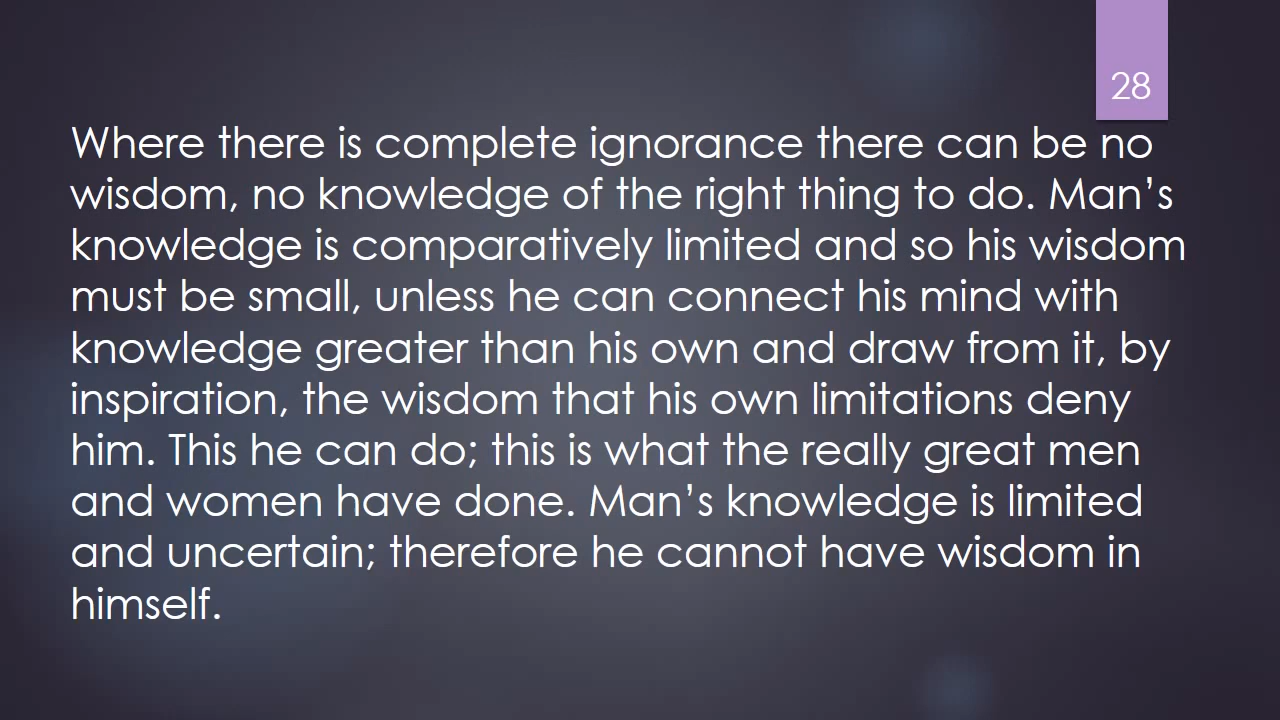 28
Where there is complete ignorance there can be no
wisdom, no knowledge of the right thing to do. Man’s
knowledge is comparatively limited and so his wisdom
must be small, unless he can connect his mind with
knowledge greater than his own and draw from it, by
inspiration, the wisdom that his own limitations deny
him. This he can do; this is what the really great men
and women have done. Man’s knowledge is limited
and uncertain; therefore he cannot have wisdom in
himself.